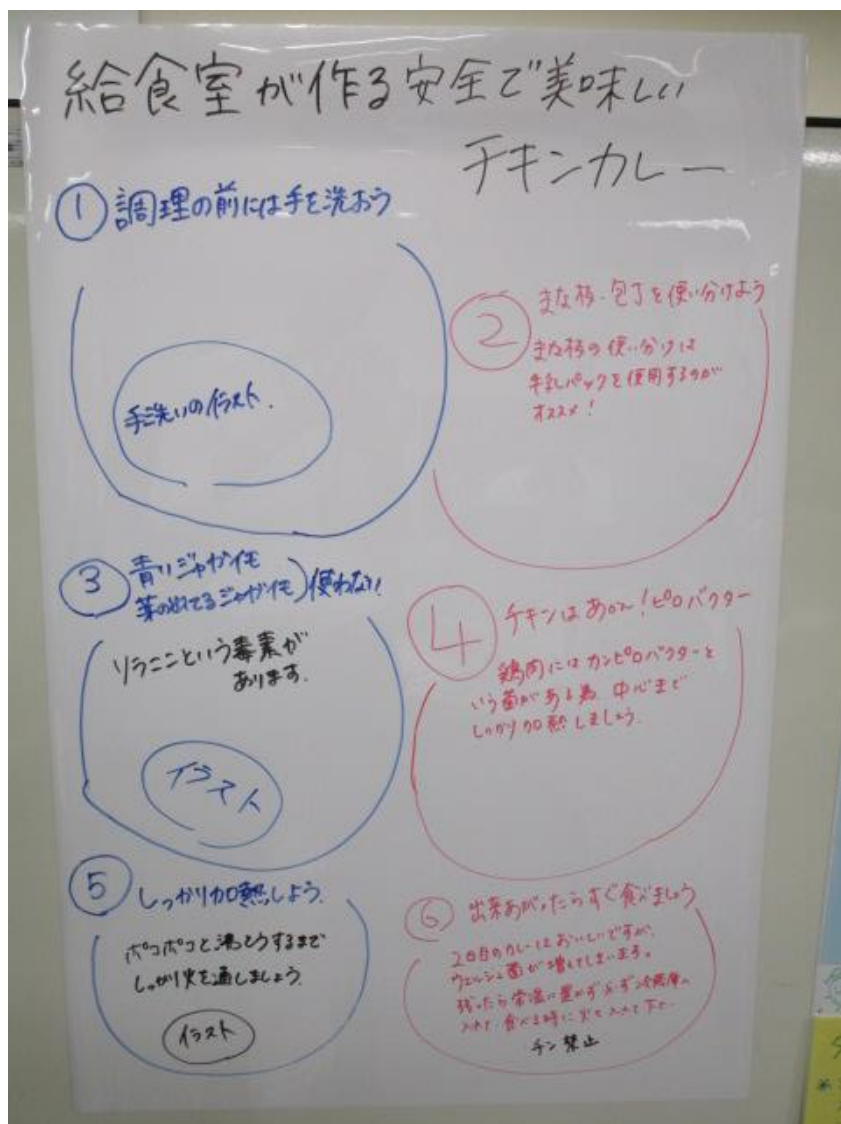 給食室が作る安全で美味しい
チキンカレー
① 調理の前には手を洗おう
手洗いのイラスト.
② まな板・包丁を使い分けよう
まな板の使い分けは
牛乳パックを使用するのが
オススメ!
③ 青いジャガイモ
芽の出てるジャガイモ)使わない!
ソラニンという毒素が
あります.
イラスト
④ チキンはあかん!ピロバクター
鶏肉にはカンピロバクターと
いう菌がある為、中心まで
しっかり加熱しましょう.
⑤ しっかり加熱しよう.
ポコポコと沸とうするまで
しっかり火を通しましょう.
イラスト
⑥ 出来あがったらすぐ食べましょう
2日目のカレーはおいしいですが、
ウェルシュ菌が増えてしまいます。
残ったら常温に置かず必ず冷蔵庫に
入れて、食べる時に火を入れて下さい
チン禁止